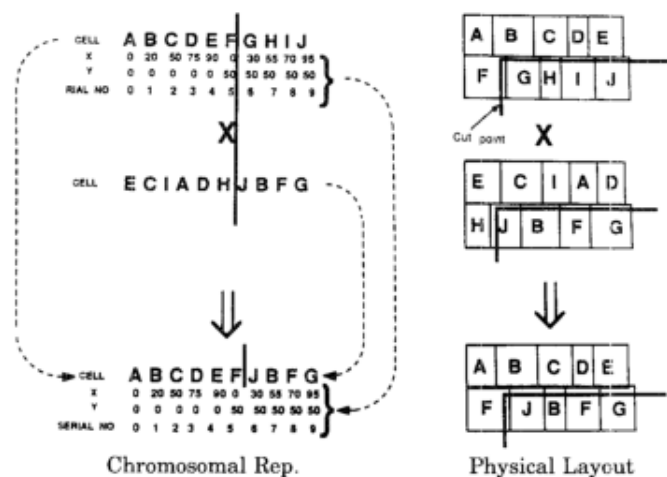 CELL A B C D E F G H I J
X 0 20 50 75 90 0 30 55 70 95
Y 0 0 0 0 0 50 50 50 50 50
RIAL NO 0 1 2 3 4 5 6 7 8 9
X
CELL E C I A D H J B F G
CELL A B C D E F J B F G
X 0 20 50 75 90 0 30 55 70 95
Y 0 0 0 0 0 50 50 50 50 50
SERIAL NO 0 1 2 3 4 5 6 7 8 9
Chromosomal Rep.
A B C D E
F G H I J
Cut point
X
E C I A D
H J B F G
A B C D E
F J B F G
Physical Layout